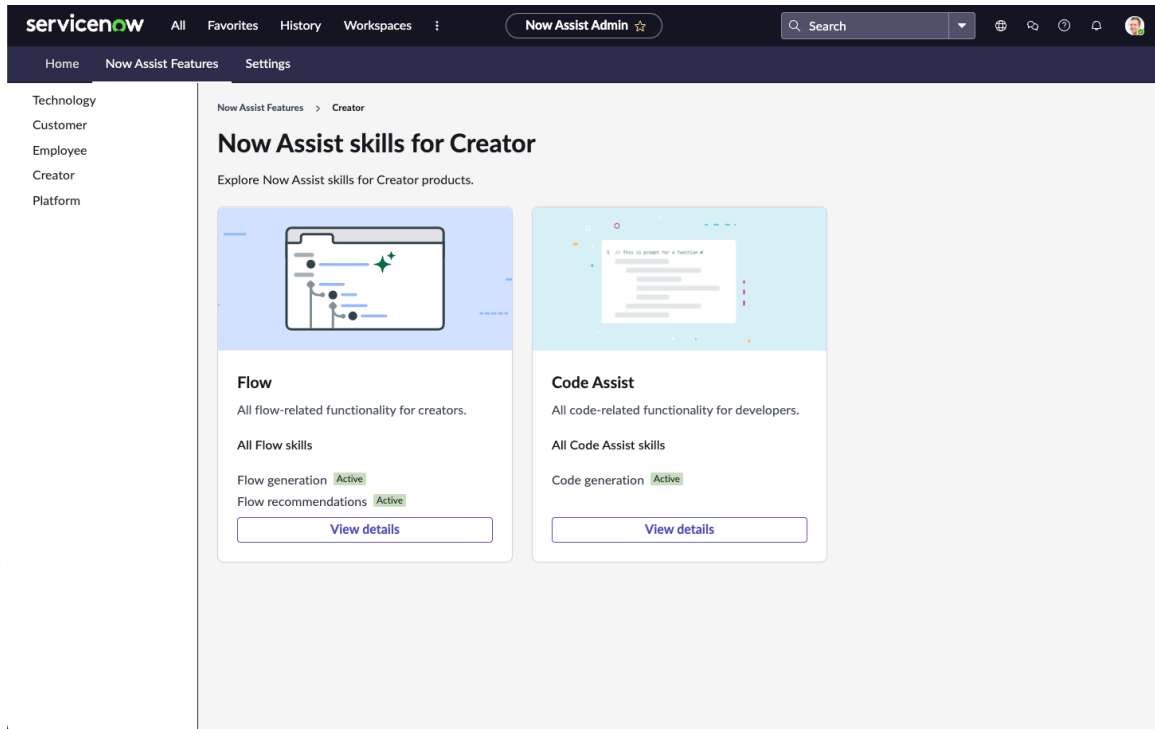 servicenow All Favorites History Workspaces Now Assist Admin Search
Home Now Assist Features Settings
Technology
Customer
Employee
Creator
Platform
Now Assist Features > Creator
Now Assist skills for Creator
Explore Now Assist skills for Creator products.
Flow
All flow-related functionality for creators.
All Flow skills
Flow generation Active
Flow recommendations Active
View details
// This is prompt for a function #
Code Assist
All code-related functionality for developers.
All Code Assist skills
Code generation Active
View details